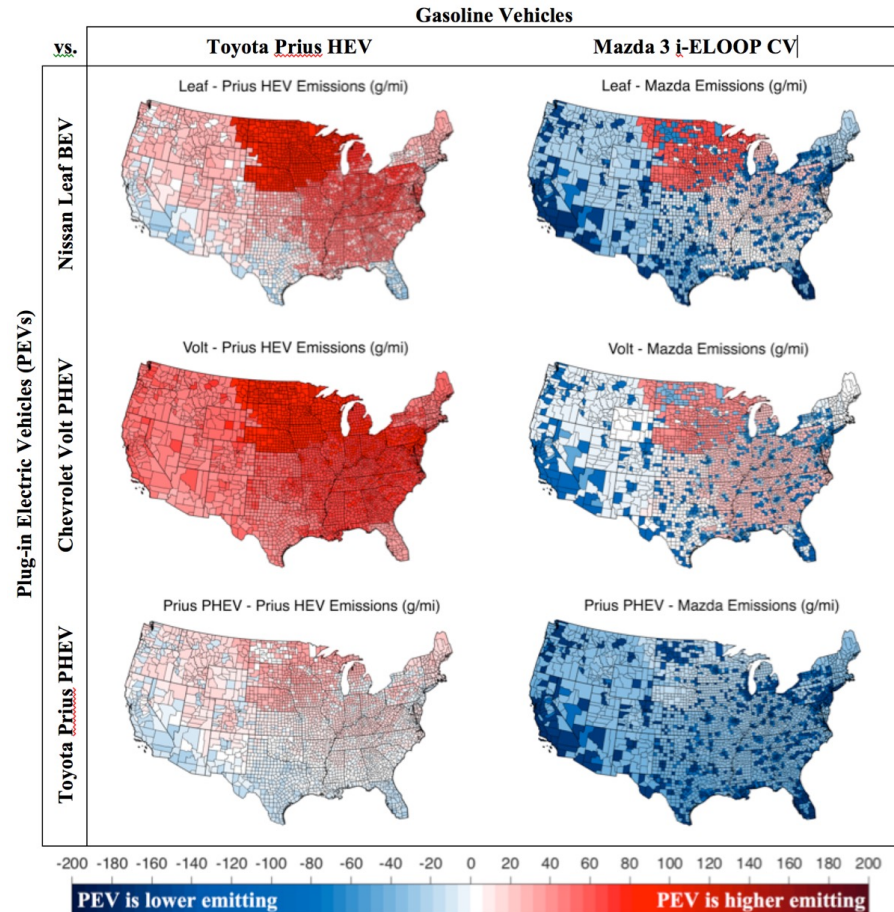 Gasoline Vehicles
vs.
Toyota Prius HEV
Mazda 3 i-ELOOP CV
Plug-in Electric Vehicles (PEVs)
Nissan Leaf BEV
Leaf - Prius HEV Emissions (g/mi)
Leaf - Mazda Emissions (g/mi)
Chevrolet Volt PHEV
Volt - Prius HEV Emissions (g/mi)
Volt - Mazda Emissions (g/mi)
Toyota Prius PHEV
Prius PHEV - Prius HEV Emissions (g/mi)
Prius PHEV - Mazda Emissions (g/mi)
-200 -160 -140 -120 -100 -80 -60 -40 -20 0 20 40 60 80 100 120 140 160 200
PEV is lower emitting
PEV is higher emitting